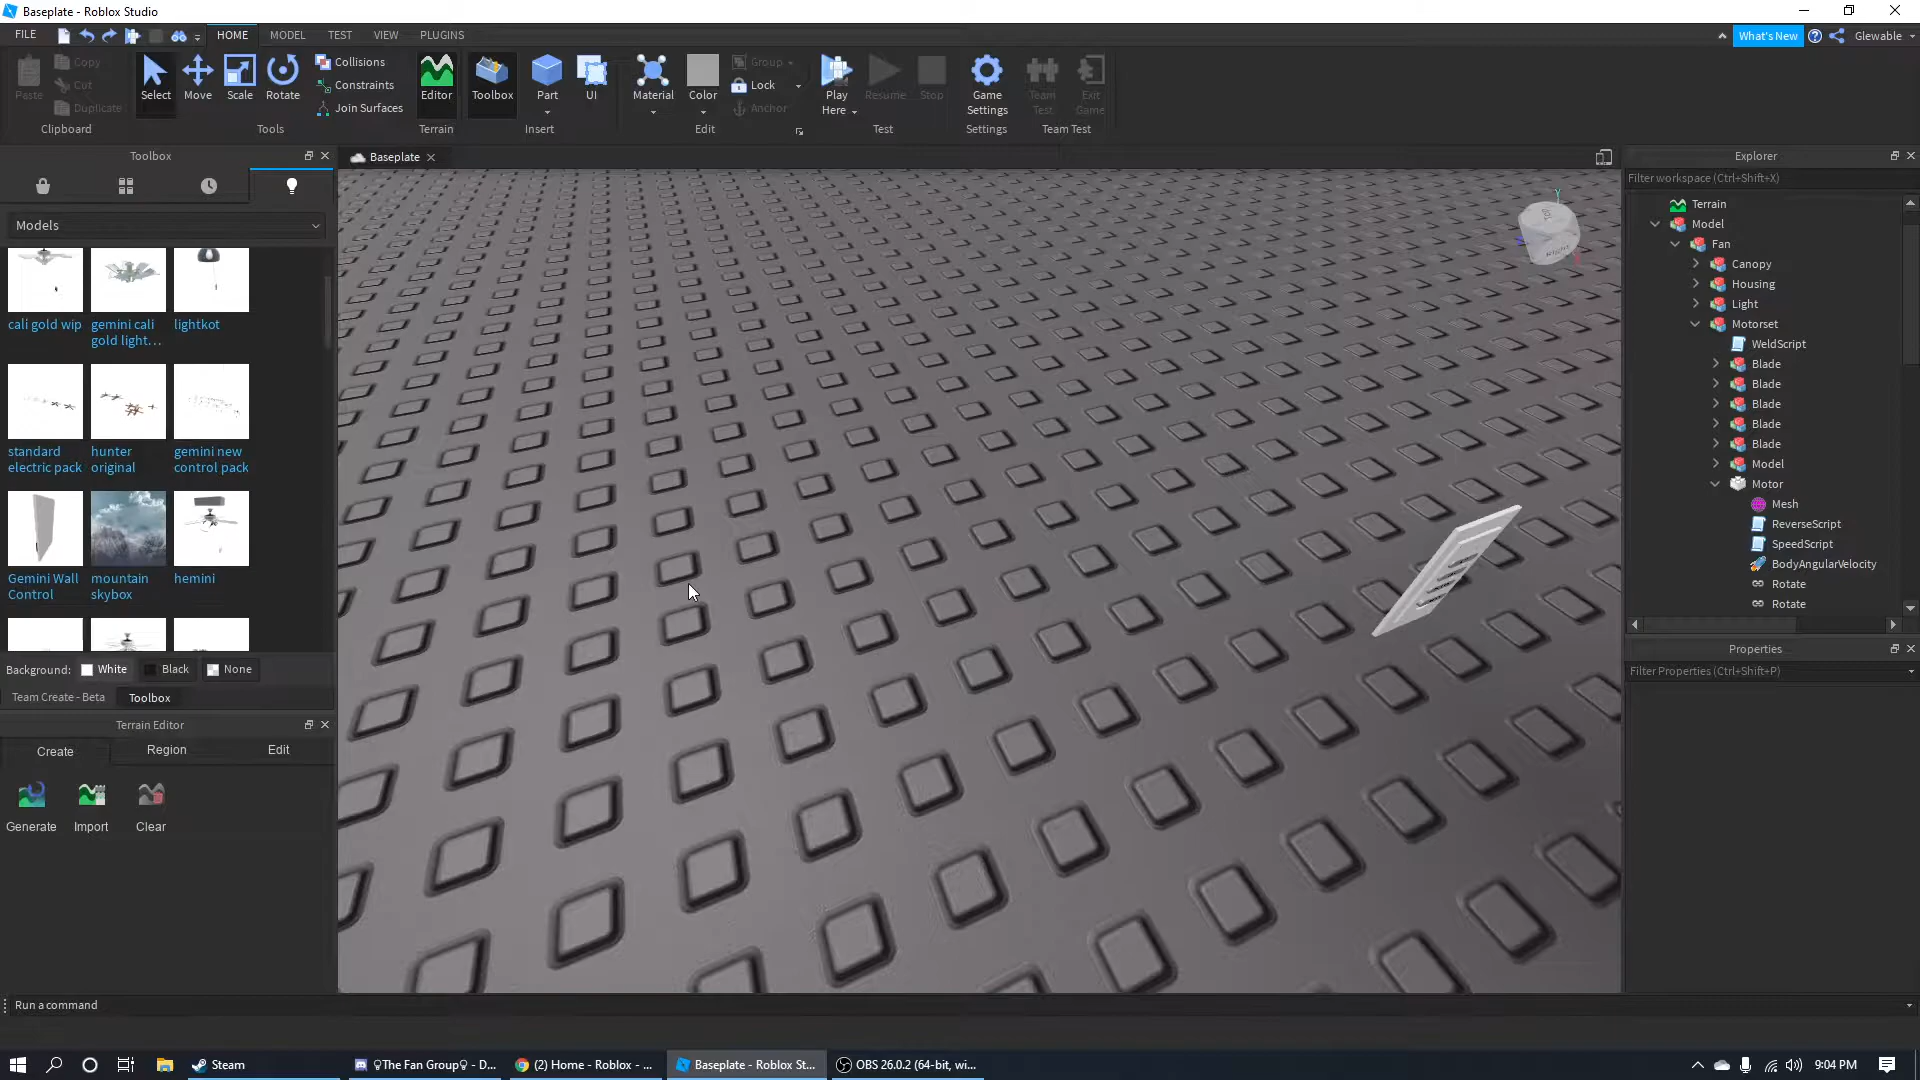 Baseplate - Roblox Studio
FILE
HOME
MODEL
TEST
VIEW
PLUGINS
What's New
Glewable
Paste
Copy
Cut
Duplicate
Clipboard
Select
Move
Scale
Rotate
Collisions
Constraints
Join Surfaces
Tools
Editor
Terrain
Toolbox
Part
UI
Insert
Material
Color
Group
Lock
Anchor
Edit
Play
Here
Resume
Stop
Test
Game
Settings
Settings
Team
Test
Exit
Game
Team Test
Toolbox
Models
cali gold wip
gemini cali
gold light...
lightkot
standard
electric pack
hunter
original
gemini new
control pack
Gemini Wall
Control
mountain
skybox
hemini
Background:
White
Black
None
Team Create - Beta
Toolbox
Terrain Editor
Create
Region
Edit
Generate
Import
Clear
Baseplate
Y
Explorer
Filter workspace (Ctrl+Shift+X)
Terrain
Model
Fan
Canopy
Housing
Light
Motorset
WeldScript
Blade
Blade
Blade
Blade
Blade
Model
Motor
Mesh
ReverseScript
SpeedScript
BodyAngularVelocity
Rotate
Rotate
Properties
Filter Properties (Ctrl+Shift+P)
Run a command
Steam
The Fan Group - D...
(2) Home - Roblox - ...
Baseplate - Roblox St...
OBS 26.0.2 (64-bit, wi...
9:04 PM